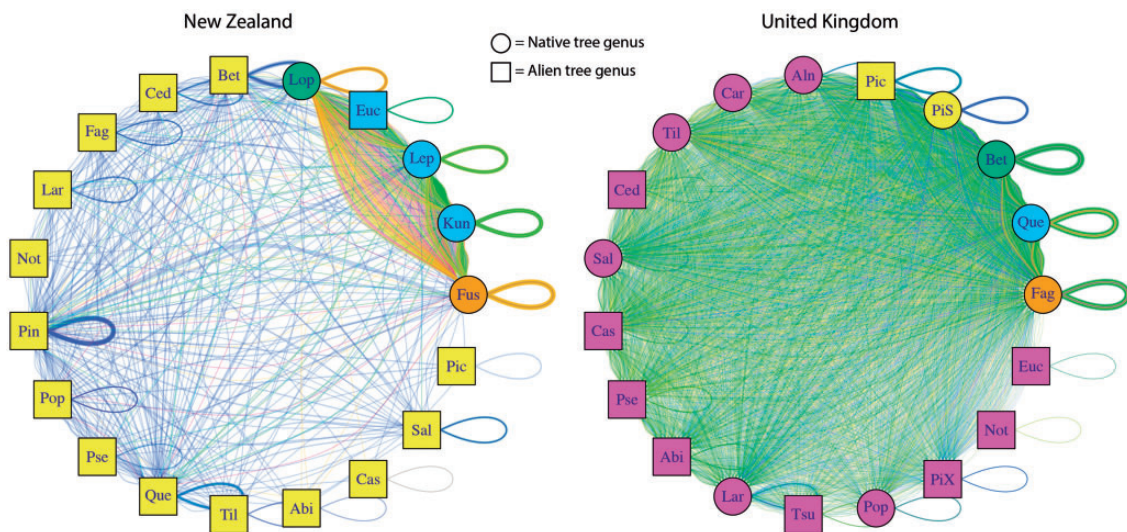 New Zealand
United Kingdom
= Native tree genus
= Alien tree genus
Bet
Lop
Euc
Lep
Kun
Fus
Pic
Sal
Cas
Abi
Til
Que
Pse
Pop
Pin
Not
Lar
Fag
Ced
Aln
Pic
PiS
Bet
Que
Fag
Euc
Not
PiX
Pop
Tsu
Lar
Abi
Pse
Cas
Sal
Ced
Til
Car